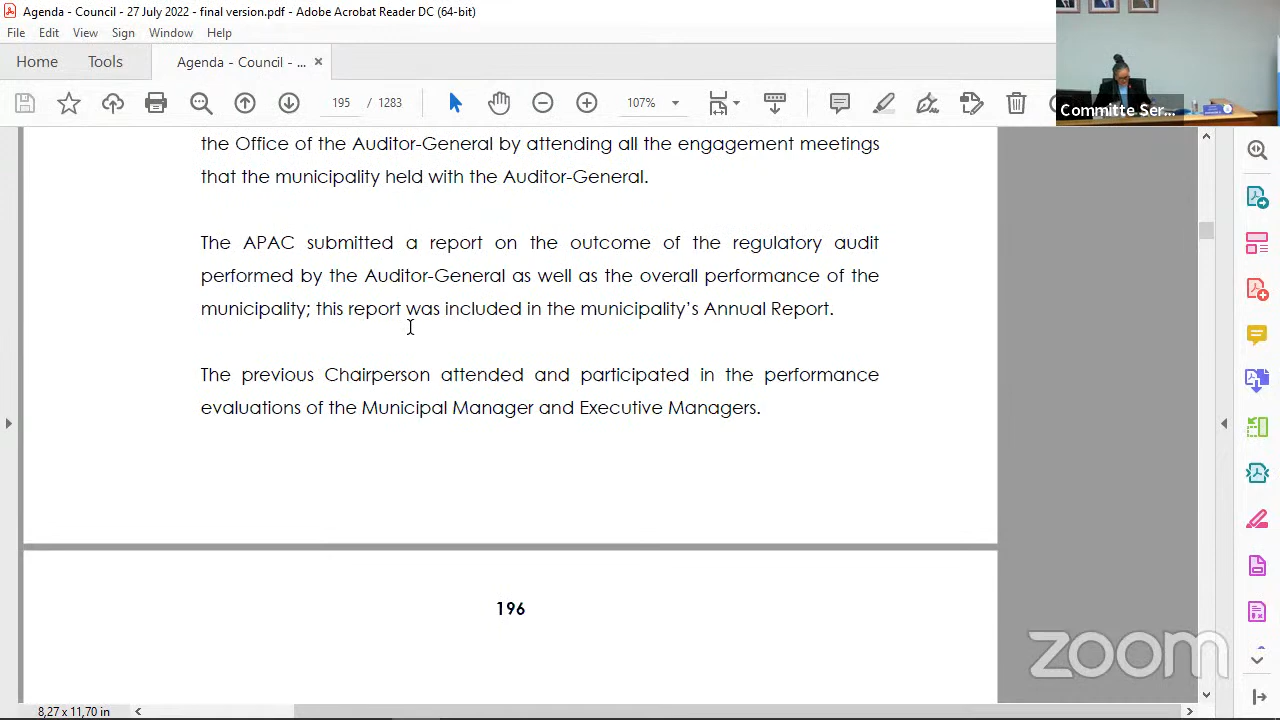 Agenda - Council - 27 July 2022 - final version.pdf - Adobe Acrobat Reader DC (64-bit)
File Edit View Sign Window Help
Home Tools Agenda - Council - ... ×
195 / 1283 107%
Committe Ser...
the Office of the Auditor-General by attending all the engagement meetings
that the municipality held with the Auditor-General.
The APAC submitted a report on the outcome of the regulatory audit
performed by the Auditor-General as well as the overall performance of the
municipality; this report was included in the municipality's Annual Report.
The previous Chairperson attended and participated in the performance
evaluations of the Municipal Manager and Executive Managers.
196
zoom
8,27 x 11,70 in